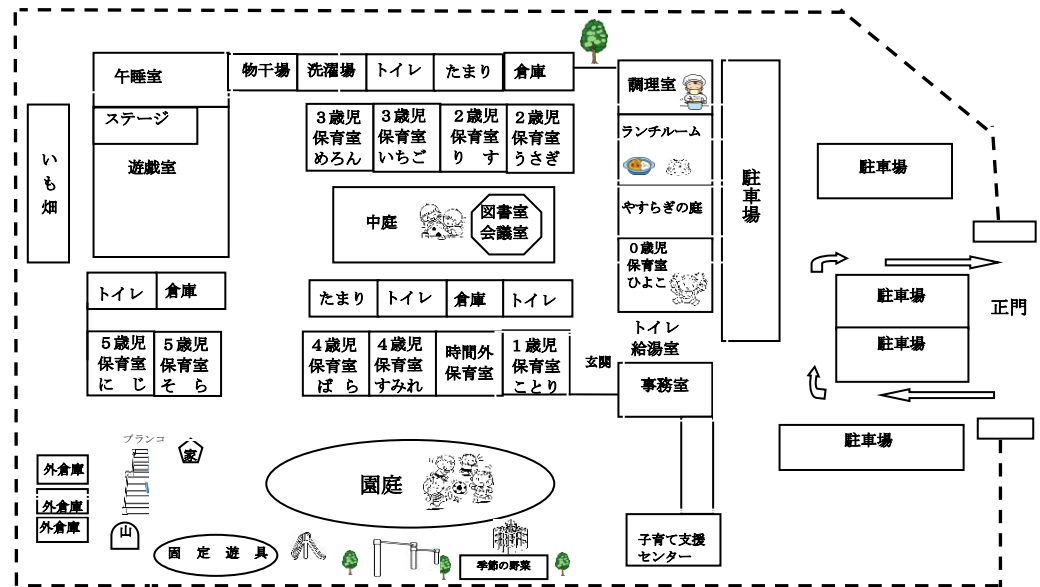 午睡室
物干場
洗濯場
トイレ
たまり
倉庫
調理室
ステージ
遊戯室
いも畑
3歳児
保育室
めろん
3歳児
保育室
いちご
2歳児
保育室
りす
2歳児
保育室
うさぎ
ランチルーム
やすらぎの庭
0歳児
保育室
ひよこ
駐車場
駐車場
中庭
図書室
会議室
トイレ
倉庫
たまり
トイレ
倉庫
トイレ
駐車場
駐車場
正門
5歳児
保育室
にじ
5歳児
保育室
そら
4歳児
保育室
ばら
4歳児
保育室
すみれ
時間外
保育室
1歳児
保育室
ことり
玄関
トイレ
給湯室
事務室
駐車場
ブランコ
家
外倉庫
外倉庫
外倉庫
山
園庭
固定遊具
季節の野菜
子育て支援
センター